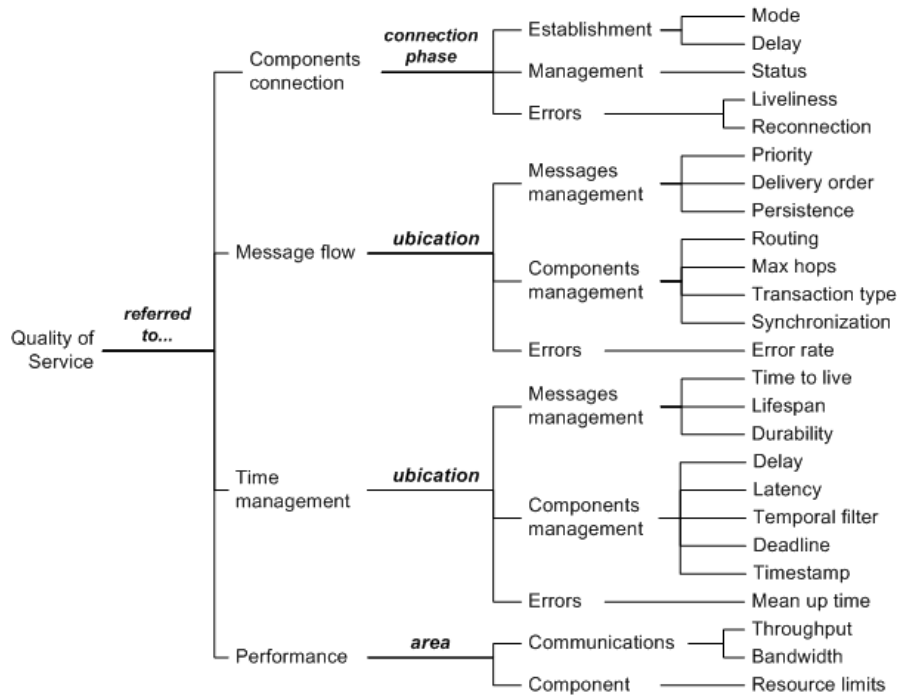 Quality of
Service
referred
to...
Components
connection
connection
phase
Establishment
Mode
Delay
Management
Status
Errors
Liveliness
Reconnection
Message flow
ubication
Messages
management
Priority
Delivery order
Persistence
Components
management
Routing
Max hops
Transaction type
Synchronization
Errors
Error rate
Time
management
ubication
Messages
management
Time to live
Lifespan
Durability
Components
management
Delay
Latency
Temporal filter
Deadline
Timestamp
Errors
Mean up time
Performance
area
Communications
Throughput
Bandwidth
Component
Resource limits